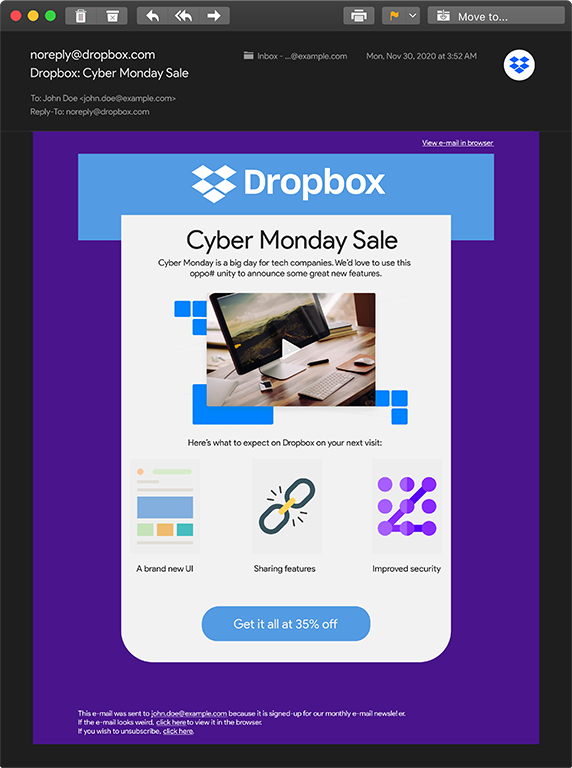 Move to...
noreply@dropbox.com
Inbox - ...@example.com
Mon, Nov 30, 2020 at 3:52 AM
Dropbox: Cyber Monday Sale
To: John Doe <john.doe@example.com>
Reply-To: noreply@dropbox.com
View e-mail in browser
Dropbox
Cyber Monday Sale
Cyber Monday is a big day for tech companies. We'd love to use this
oppo# unity to announce some great new features.
Here's what to expect on Dropbox on your next visit:
A brand new UI
Sharing features
Improved security
Get it all at 35% off
This e-mail was sent to john.doe@example.com because it is signed-up for our monthly e-mail newsle! er.
If the e-mail looks weird, click here to view it in the browser.
If you wish to unsubscribe, click here.